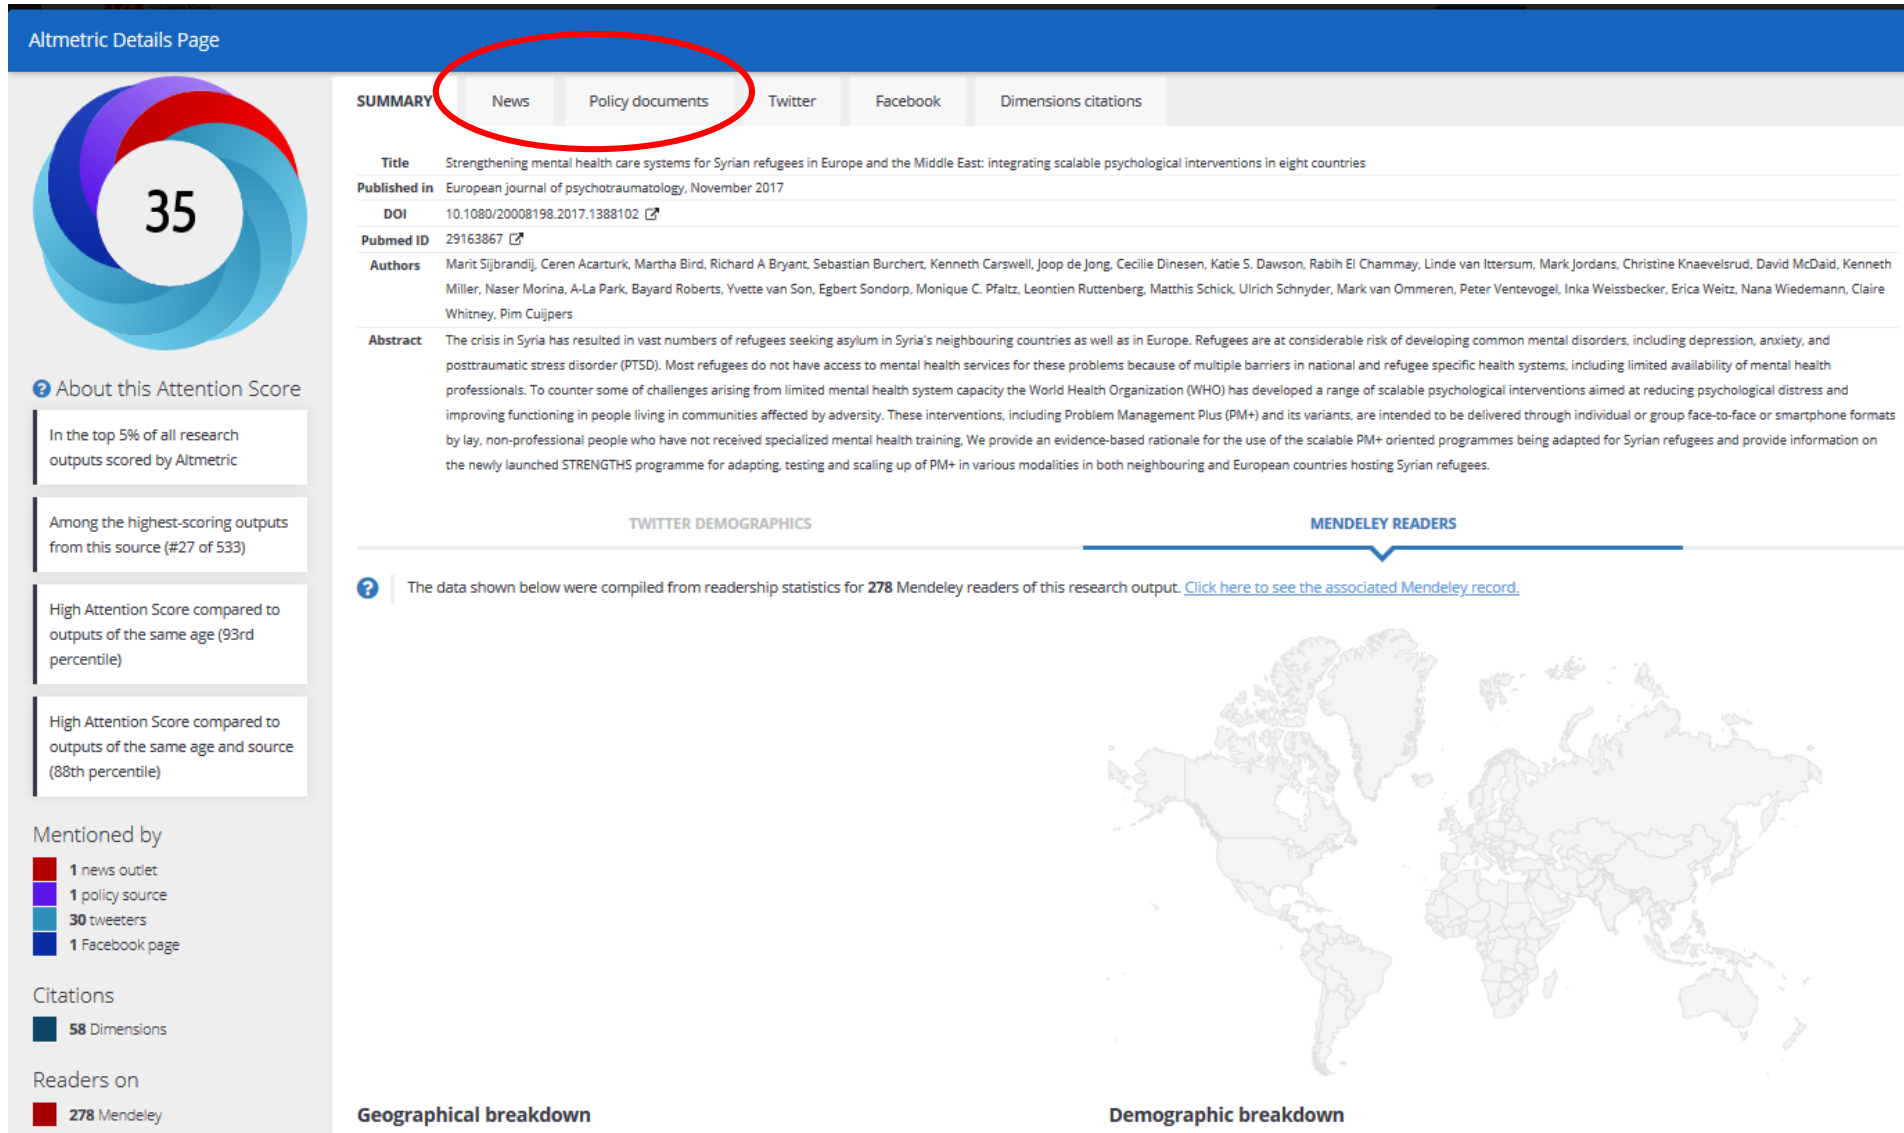 Altmetric Details Page
35
About this Attention Score
In the top 5% of all research
outputs scored by Altmetric
Among the highest-scoring outputs
from this source (#27 of 533)
High Attention Score compared to
outputs of the same age (93rd
percentile)
High Attention Score compared to
outputs of the same age and source
(88th percentile)
Mentioned by
1 news outlet
1 policy source
30 tweeters
1 Facebook page
Citations
58 Dimensions
Readers on
278 Mendeley
SUMMARY News Policy documents Twitter Facebook Dimensions citations
Title Strengthening mental health care systems for Syrian refugees in Europe and the Middle East: integrating scalable psychological interventions in eight countries
Published in European journal of psychotraumatology, November 2017
DOI 10.1080/20008198.2017.1388102
Pubmed ID 29163867
Authors Marit Sijbrandij, Ceren Acarturk, Martha Bird, Richard A Bryant, Sebastian Burchert, Kenneth Carswell, Joop de Jong, Cecilie Dinesen, Katie S. Dawson, Rabih El Chammay, Linde van Ittersum, Mark Jordans, Christine Knaevelsrud, David McDaid, Kenneth
Miller, Naser Morina, A-La Park, Bayard Roberts, Yvette van Son, Egbert Sondorp, Monique C. Pfaltz, Leontien Ruttenberg, Matthis Schick, Ulrich Schnyder, Mark van Ommeren, Peter Ventevogel, Inka Weissbecker, Erica Weitz, Nana Wiedemann, Claire
Whitney, Pim Cuijpers
Abstract The crisis in Syria has resulted in vast numbers of refugees seeking asylum in Syria's neighbouring countries as well as in Europe. Refugees are at considerable risk of developing common mental disorders, including depression, anxiety, and
posttraumatic stress disorder (PTSD). Most refugees do not have access to mental health services for these problems because of multiple barriers in national and refugee specific health systems, including limited availability of mental health
professionals. To counter some of challenges arising from limited mental health system capacity the World Health Organization (WHO) has developed a range of scalable psychological interventions aimed at reducing psychological distress and
improving functioning in people living in communities affected by adversity. These interventions, including Problem Management Plus (PM+) and its variants, are intended to be delivered through individual or group face-to-face or smartphone formats
by lay, non-professional people who have not received specialized mental health training, We provide an evidence-based rationale for the use of the scalable PM+ oriented programmes being adapted for Syrian refugees and provide information on
the newly launched STRENGTHS programme for adapting, testing and scaling up of PM+ in various modalities in both neighbouring and European countries hosting Syrian refugees.
TWITTER DEMOGRAPHICS MENDELEY READERS
The data shown below were compiled from readership statistics for 278 Mendeley readers of this research output. Click here to see the associated Mendeley record.
Geographical breakdown Demographic breakdown